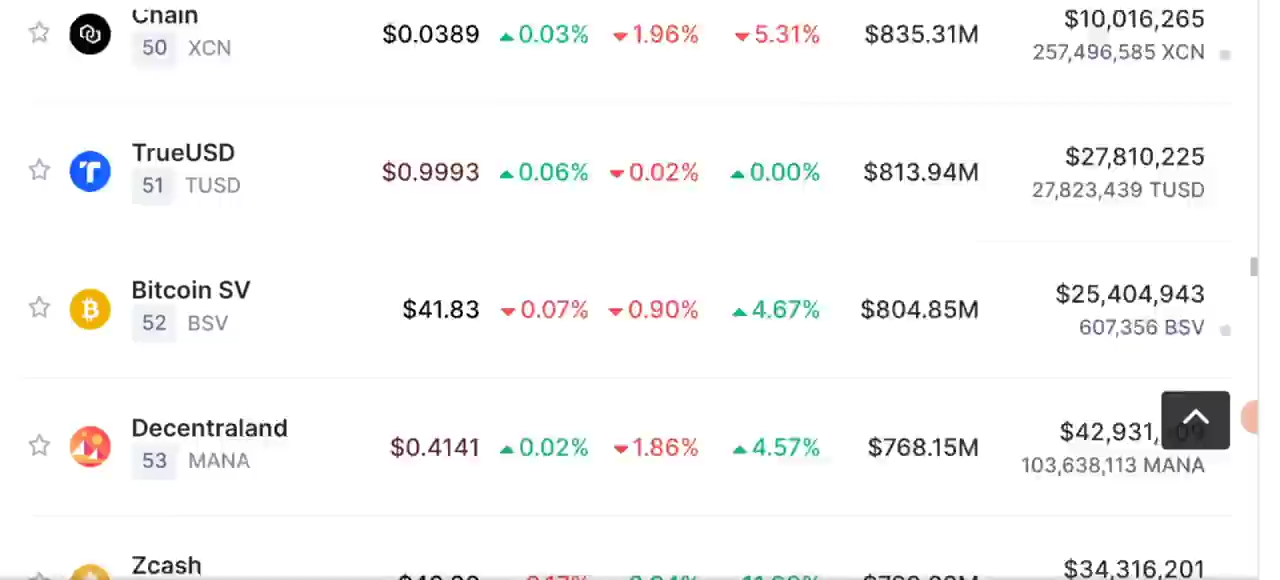 Chain $0.0389 0.03% 1.96% 5.31% $835.31M $10,016,265
50 XCN 257,496,585 XCN
TrueUSD $0.9993 0.06% 0.02% 0.00% $813.94M $27,810,225
51 TUSD 27,823,439 TUSD
Bitcoin SV $41.83 0.07% 0.90% 4.67% $804.85M $25,404,943
52 BSV 607,356 BSV
Decentraland $0.4141 0.02% 1.86% 4.57% $768.15M
53 MANA 103,638,113 MANA
Zcash $34,316,201